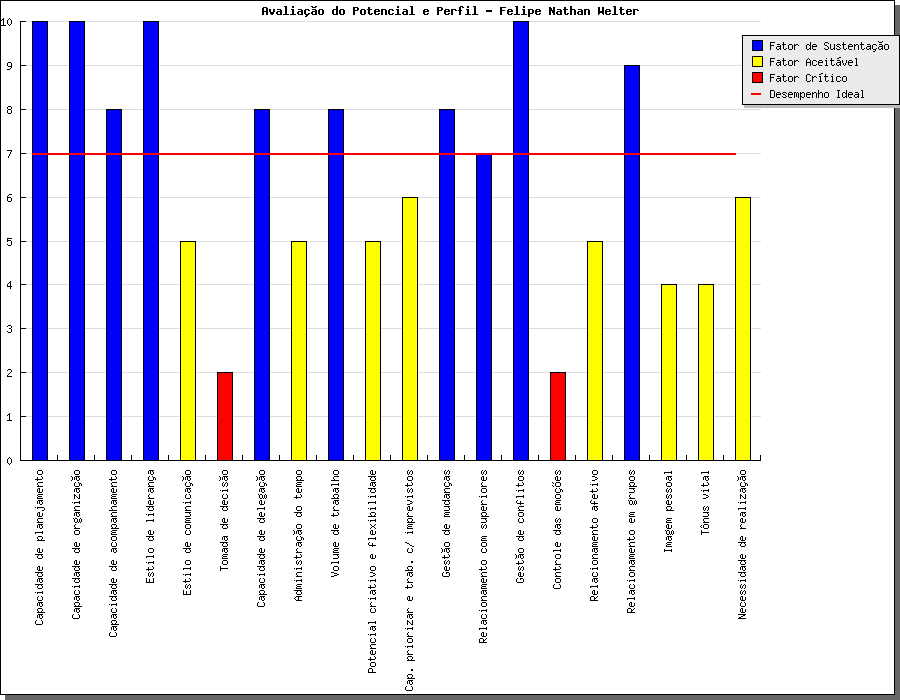 Avaliação do Potencial e Perfil - Felipe Nathan Welter
Fator de Sustentação
Fator Aceitável
Fator Crítico
Desempenho Ideal
10
9
8
7
6
5
4
3
2
1
0
Capacidade de planejamento
Capacidade de organização
Capacidade de acompanhamento
Estilo de liderança
Estilo de comunicação
Tomada de decisão
Capacidade de delegação
Administração do tempo
Volume de trabalho
Potencial criativo e flexibilidade
Cap. priorizar e trab. c/ imprevistos
Gestão de mudanças
Relacionamento com superiores
Gestão de conflitos
Controle das emoções
Relacionamento afetivo
Relacionamento em grupos
Imagem pessoal
Tônus vital
Necessidade de realização